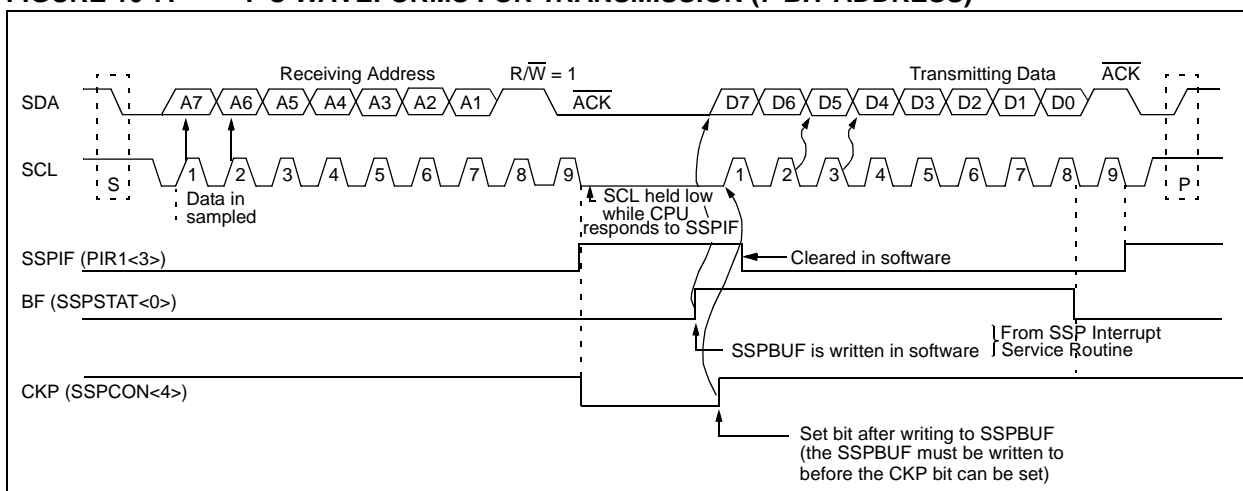 FIGURE WAVEFORMS FOR TRANSMISSION ADDRESS)
Receiving Address R/W = 1 Transmitting Data ACK
SDA A7 A6 A5 A4 A3 A2 A1 ACK D7 D6 D5 D4 D3 D2 D1 D0
SCL S 1 2 3 4 5 6 7 8 9 1 2 3 4 5 6 7 8 9 P
Data in
sampled
SCL held low
while CPU
responds to SSPIF
SSPIF (PIR1<3>)
Cleared in software
BF (SSPSTAT<0>)
SSPBUF is written in software
From SSP Interrupt
Service Routine
CKP (SSPCON<4>)
Set bit after writing to SSPBUF
(the SSPBUF must be written to
before the CKP bit can be set)